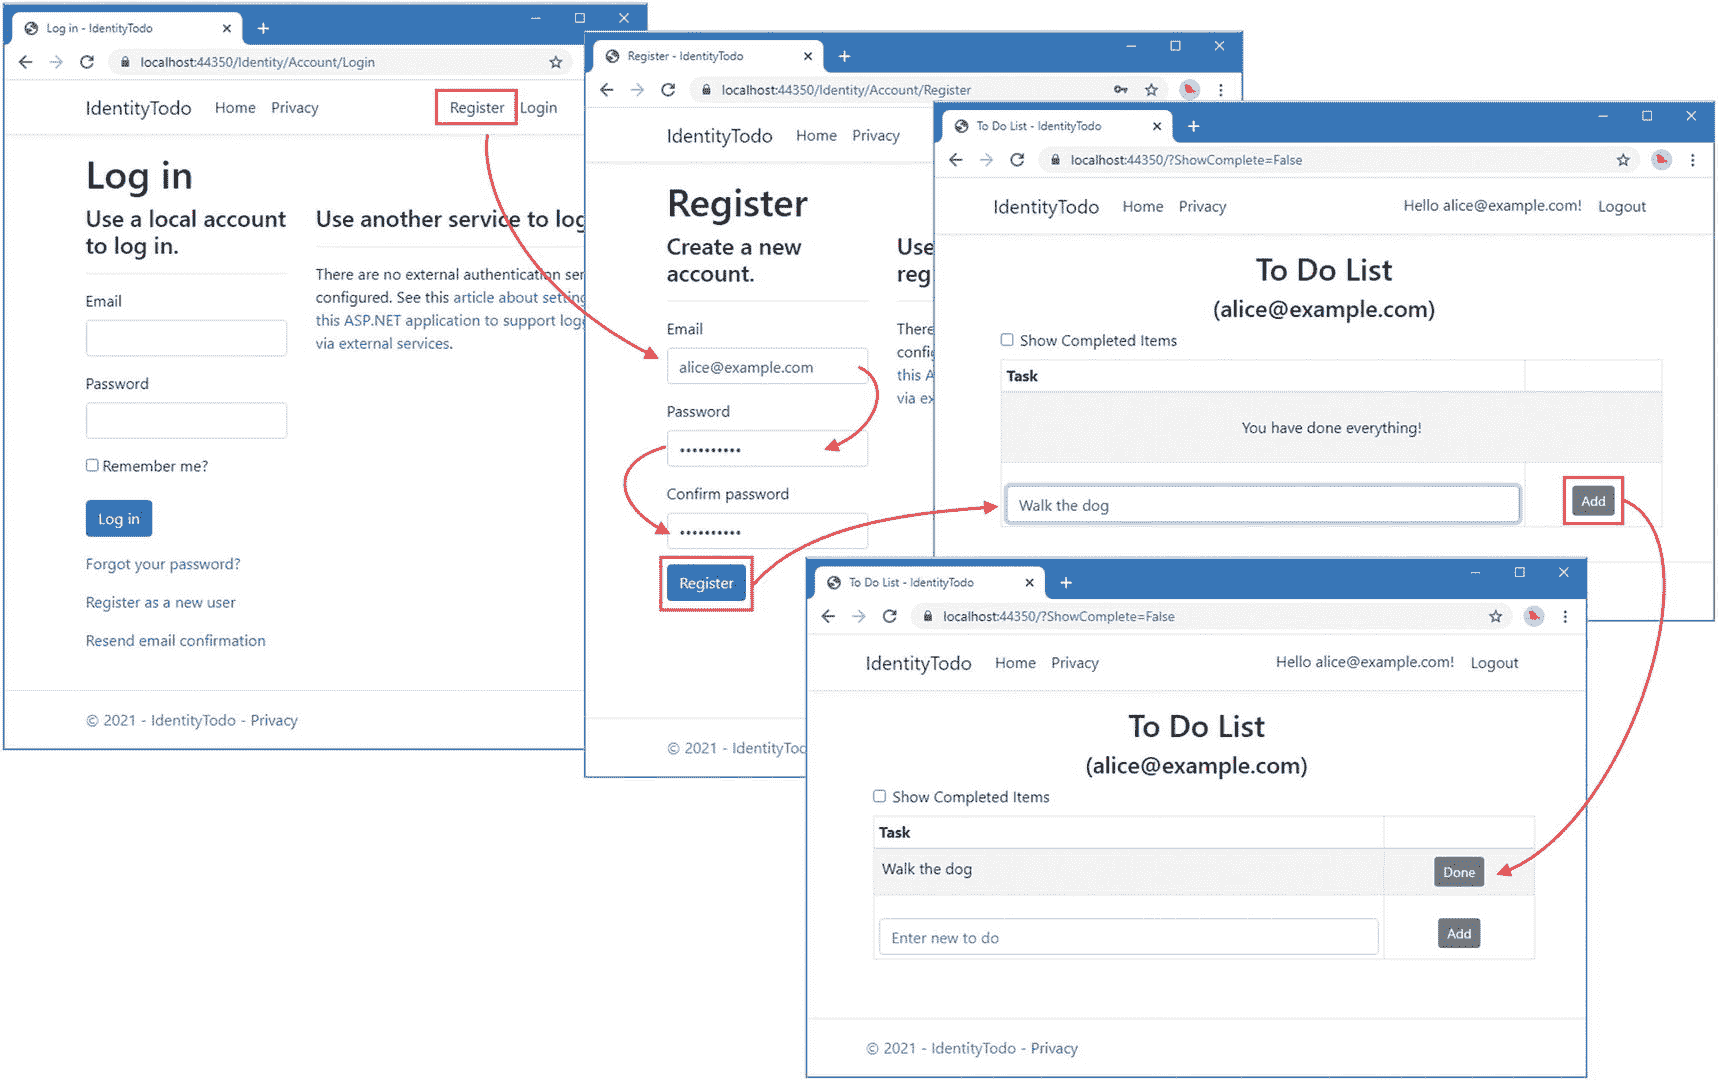 Log in - IdentityTodo
localhost:44350/Identity/Account/Login
IdentityTodo Home Privacy Register Login
Log in
Use a local account
to log in.
Email
Password
Remember me?
Log in
Forgot your password?
Register as a new user
Resend email confirmation
© 2021 - IdentityTodo - Privacy
Use another service to log
There are no external authentication ser
configured. See this article about setting
this ASP.NET application to support logg
via external services.
Register - IdentityTodo
localhost:44350/Identity/Account/Register
IdentityTodo Home Privacy
Register
Create a new
account.
Email
alice@example.com
Password
••••••••••
Confirm password
••••••••••
Register
© 2021 - IdentityTod
Use
reg
There
config
this A
via ex
To Do List - IdentityTodo
localhost:44350/?ShowComplete=False
IdentityTodo Home Privacy Hello alice@example.com! Logout
To Do List
(alice@example.com)
Show Completed Items
Task
You have done everything!
Walk the dog Add
To Do List - IdentityTodo
localhost:44350/?ShowComplete=False
IdentityTodo Home Privacy Hello alice@example.com! Logout
To Do List
(alice@example.com)
Show Completed Items
Task
Walk the dog Done
Enter new to do Add
© 2021 - IdentityTodo - Privacy